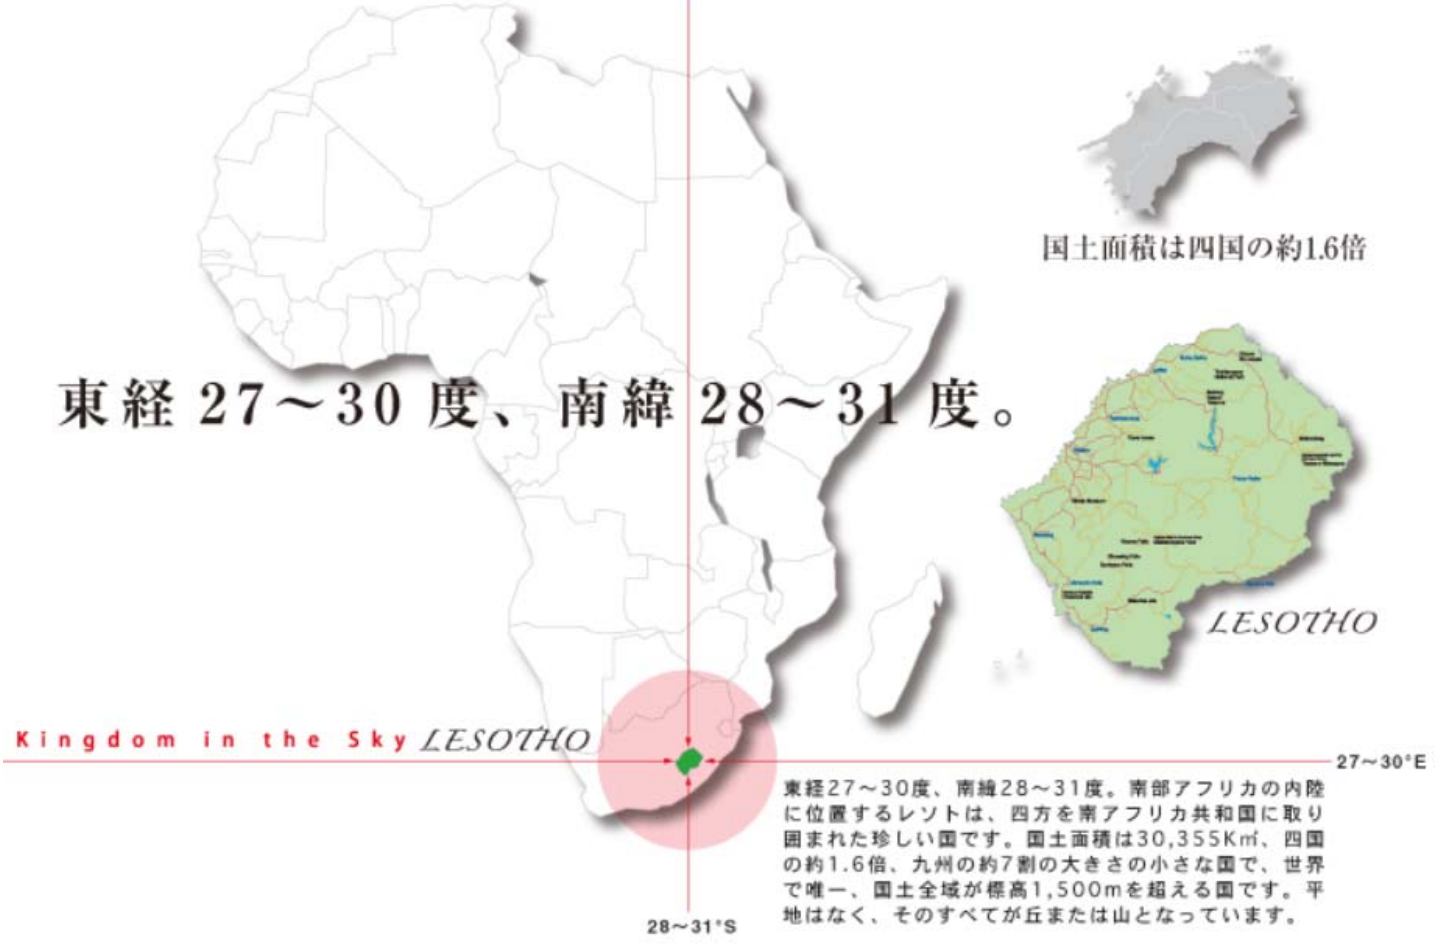 国土面積は四国の約1.6倍
東経 27〜30 度、南緯 28〜31 度。
LESOTHO
Kingdom in the Sky LESOTHO
27〜30°E
東経27〜30度、南緯28〜31度。南部アフリカの内陸
に位置するレソトは、四方を南アフリカ共和国に取り
囲まれた珍しい国です。国土面積は30,355K㎡、四国
の約1.6倍、九州の約7割の大きさの小さな国で、世界
で唯一、国土全域が標高1,500mを超える国です。平
地はなく、そのすべてが丘または山となっています。
28〜31°S